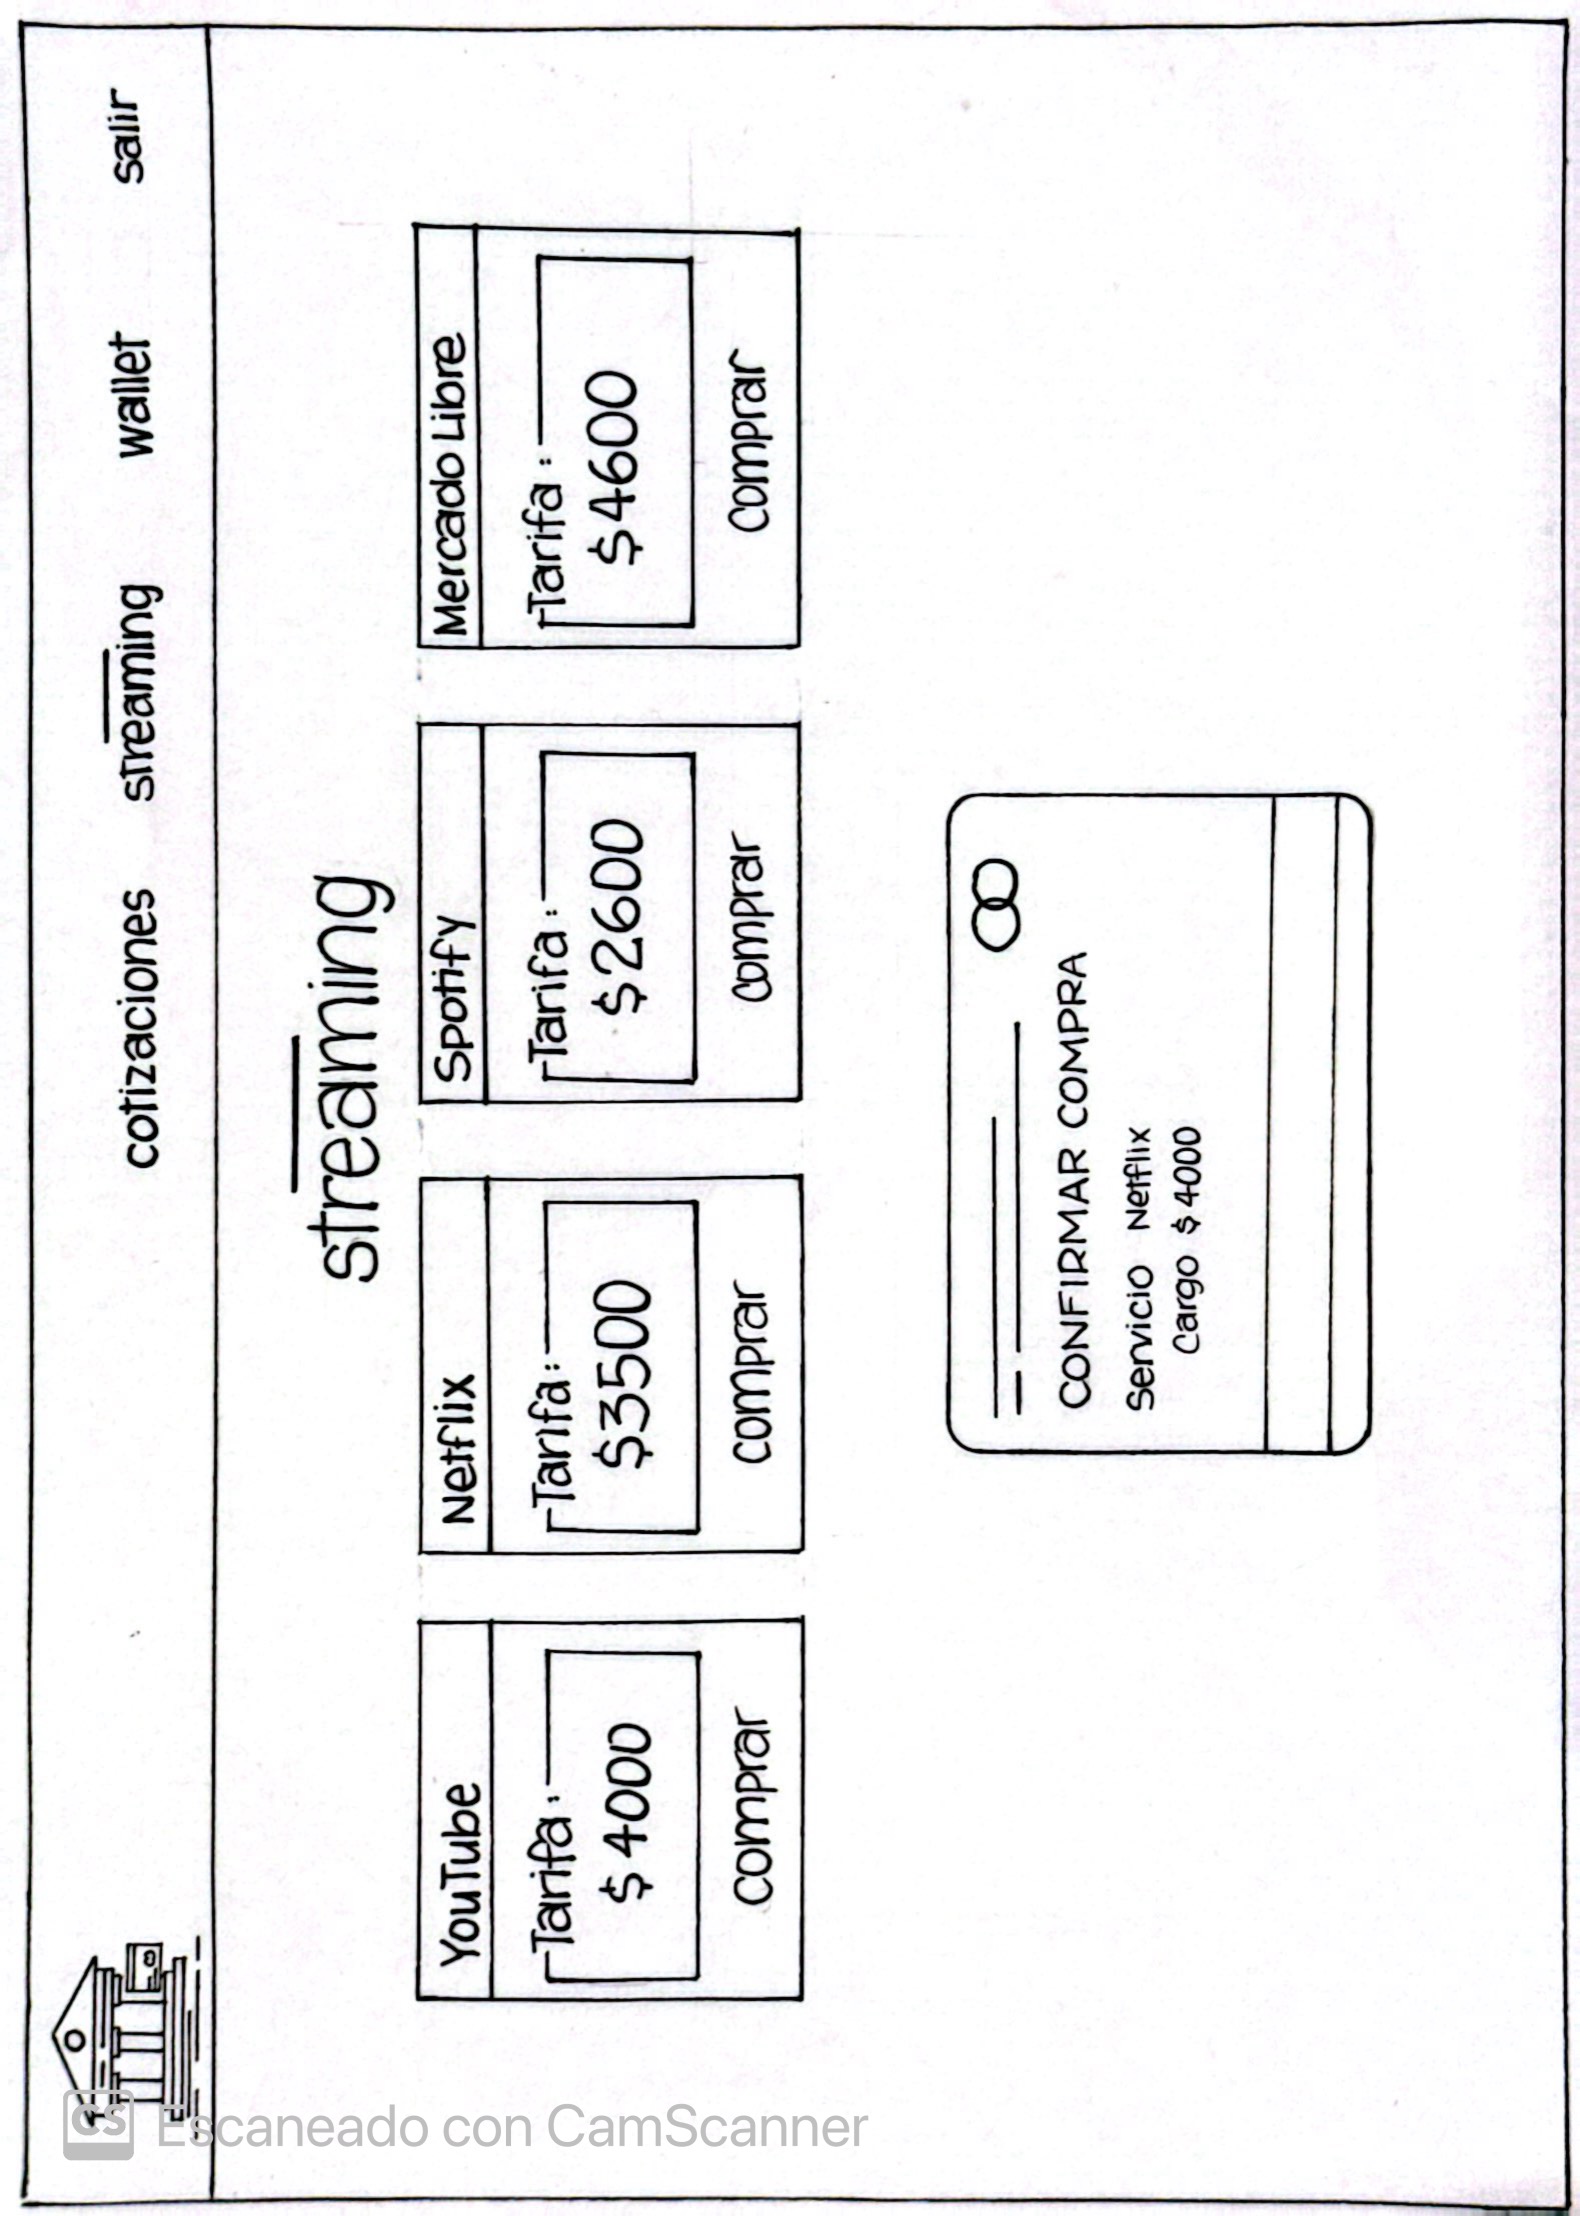 cotizaciones streaming wallet salir
streaming
YouTube
Tarifa:
$4000
comprar
Netflix
Tarifa:
$3500
comprar
Spotify
Tarifa:
$2600
comprar
Mercado Libre
Tarifa:
$4600
comprar
CONFIRMAR COMPRA
Servicio Netflix
Cargo $4000
CS Escaneado con CamScanner